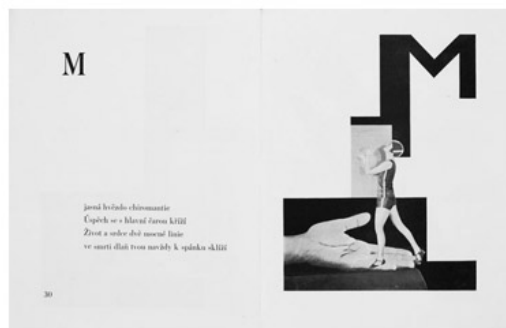 M
jasná hvězdo chiromantie
Úspěch se s hlavní čarou kříží
Život a srdce dvě mocné linie
ve smrti dlaň tvou navždy k spánku sklíží
30
M